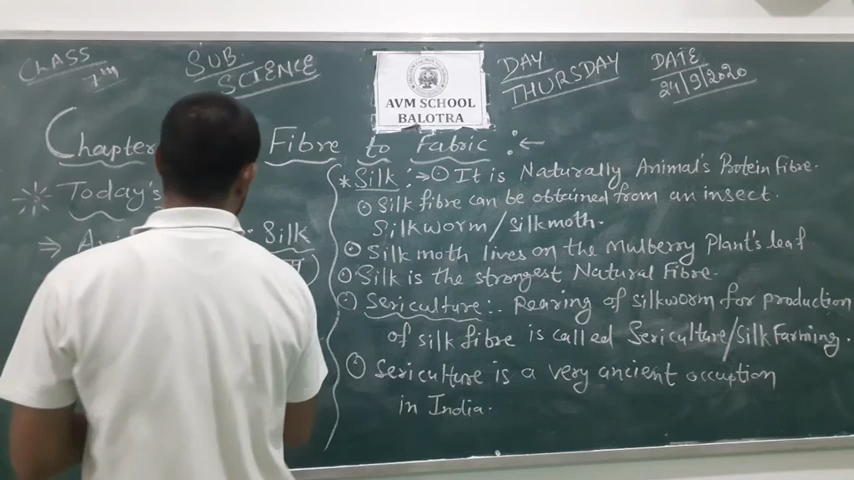 CLASS
7TH
SUB.
SCIENCE
AVM SCHOOL
BALOTRA
DAY
THURSDAY
DATE
24/9/2020
Chapter Fibre to Fabric :←
Today's
⇒ Silk
*Silk :→ ⊙ It is Naturally Animal's Protein Fibre.
⊙ Silk fibre can be obtained from an insect.
Silkworm/silkmoth.
⊙ Silk moth lives on the Mulberry Plant's leaf
⊙ Silk is the strongest Natural Fibre.
⊙ Sericulture:- Rearing of silkworm for production
of silk fibre is called Sericulture/Silk Farming.
⊙ Sericulture is a very ancient occuption
in India.